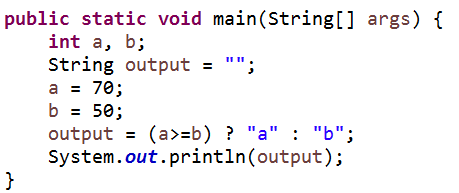 public static void main(String[] args) {
    int a, b;
    String output = "";
    a = 70;
    b = 50;
    output = (a>=b) ? "a" : "b";
    System.out.println(output);
}